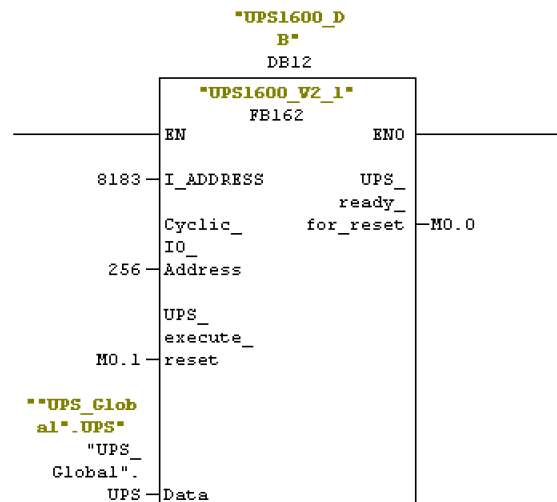 "UPS1600_D
B"
DB12
"UPS1600_V2_1"
FB162
EN ENO
8183 I_ADDRESS UPS_
ready_
Cyclic_ for_reset M0.0
IO_
256 Address
UPS_
execute_
M0.1 reset
""UPS_Glob
al".UPS"
"UPS_
Global".
UPS Data